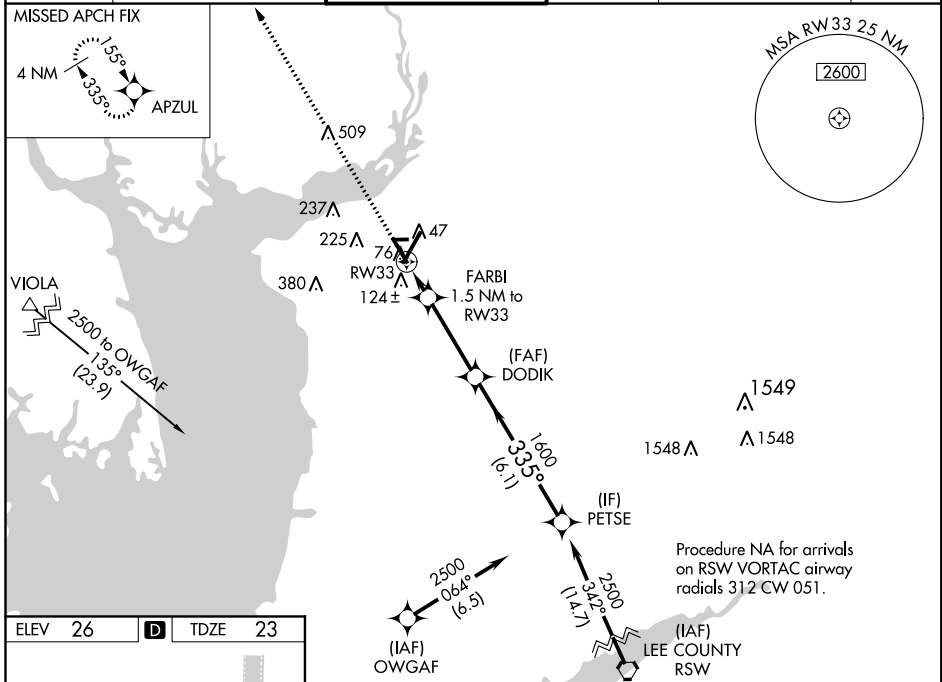 MISSED APCH FIX
4 NM
155°
335°
APZUL
MSA RW33 25 NM
2600
509
237
225
47
76
RW33
380
124 ±
FARBI
1.5 NM to
RW33
VIOLA
2500 to OWGAF
135°
(23.9)
(FAF)
DODIK
1549
1548
1548
1600
335°
(6.1)
(IF)
PETSE
Procedure NA for arrivals
on RSW VORTAC airway
radials 312 CW 051.
2500
064°
(6.5)
2500
342°
(14.7)
(IAF)
OWGAF
(IAF)
LEE COUNTY
RSW
ELEV 26 D TDZE 23